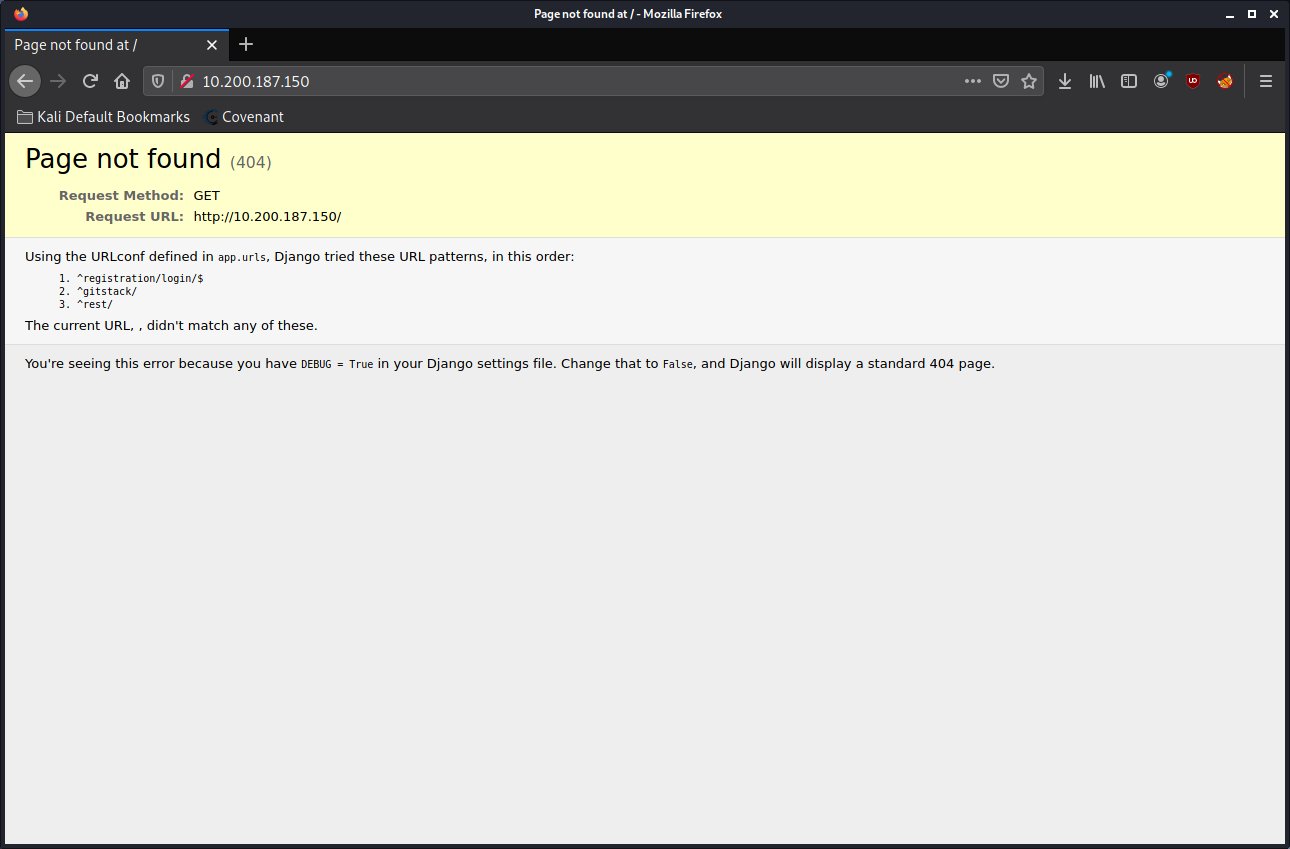 Page not found at / - Mozilla Firefox
Page not found at /
10.200.187.150
Kali Default Bookmarks Covenant
Page not found (404)
Request Method: GET
Request URL: http://10.200.187.150/
Using the URLconf defined in app.urls, Django tried these URL patterns, in this order:
1. ^registration/login/$
2. ^gitstack/
3. ^rest/
The current URL, , didn't match any of these.
You're seeing this error because you have DEBUG = True in your Django settings file. Change that to False, and Django will display a standard 404 page.